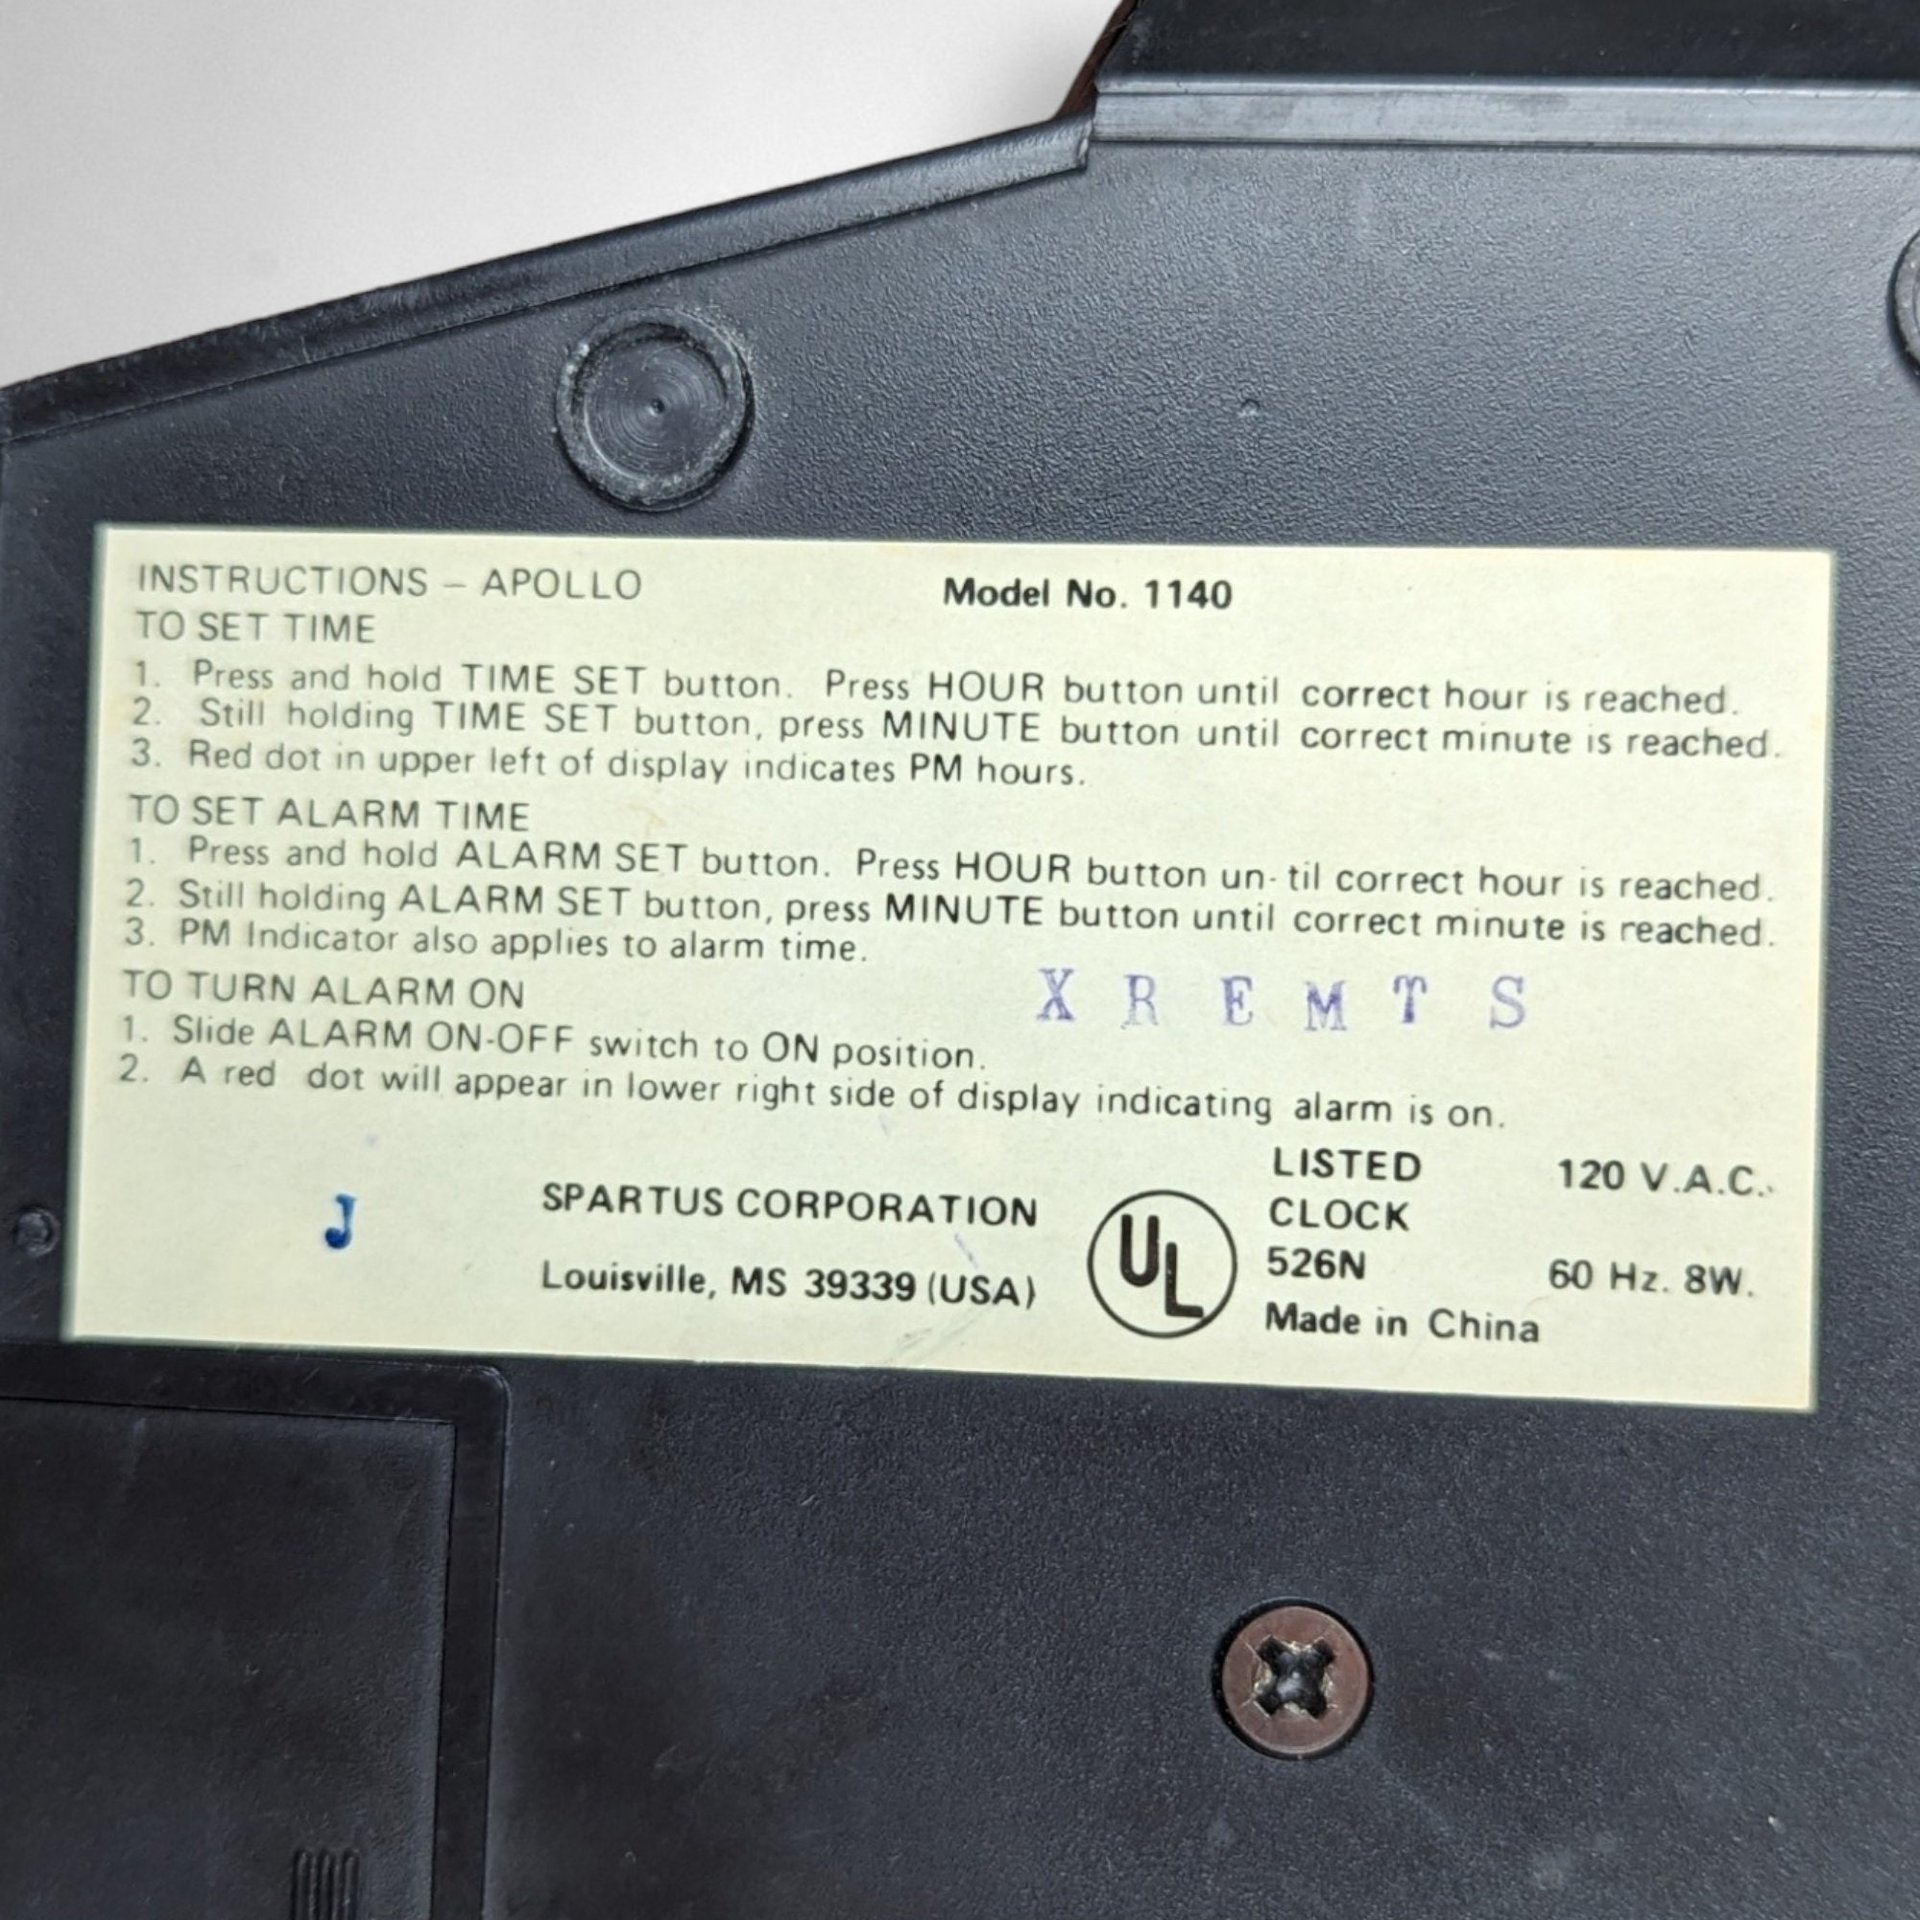 INSTRUCTIONS – APOLLO Model No. 1140
TO SET TIME
1. Press and hold TIME SET button. Press HOUR button until correct hour is reached.
2. Still holding TIME SET button, press MINUTE button until correct minute is reached.
3. Red dot in upper left of display indicates PM hours.
TO SET ALARM TIME
1. Press and hold ALARM SET button. Press HOUR button un- til correct hour is reached.
2. Still holding ALARM SET button, press MINUTE button until correct minute is reached.
3. PM Indicator also applies to alarm time.
TO TURN ALARM ON
X R E M T S
1. Slide ALARM ON-OFF switch to ON position.
2. A red dot will appear in lower right side of display indicating alarm is on.
J
SPARTUS CORPORATION
Louisville, MS 39339 (USA)
UL
LISTED
CLOCK
526N
Made in China
120 V.A.C.
60 Hz. 8W.